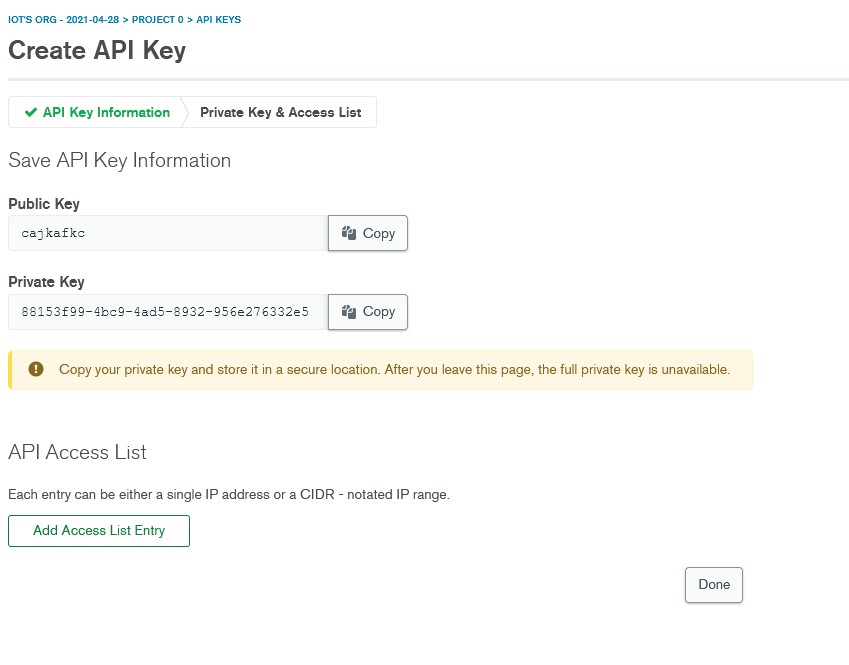 IOT'S ORG - 2021-04-28 > PROJECT 0 > API KEYS
Create API Key
API Key Information
Private Key & Access List
Save API Key Information
Public Key
cajkafkc
Copy
Private Key
88153f99-4bc9-4ad5-8932-956e276332e5
Copy
Copy your private key and store it in a secure location. After you leave this page, the full private key is unavailable.
API Access List
Each entry can be either a single IP address or a CIDR - notated IP range.
Add Access List Entry
Done